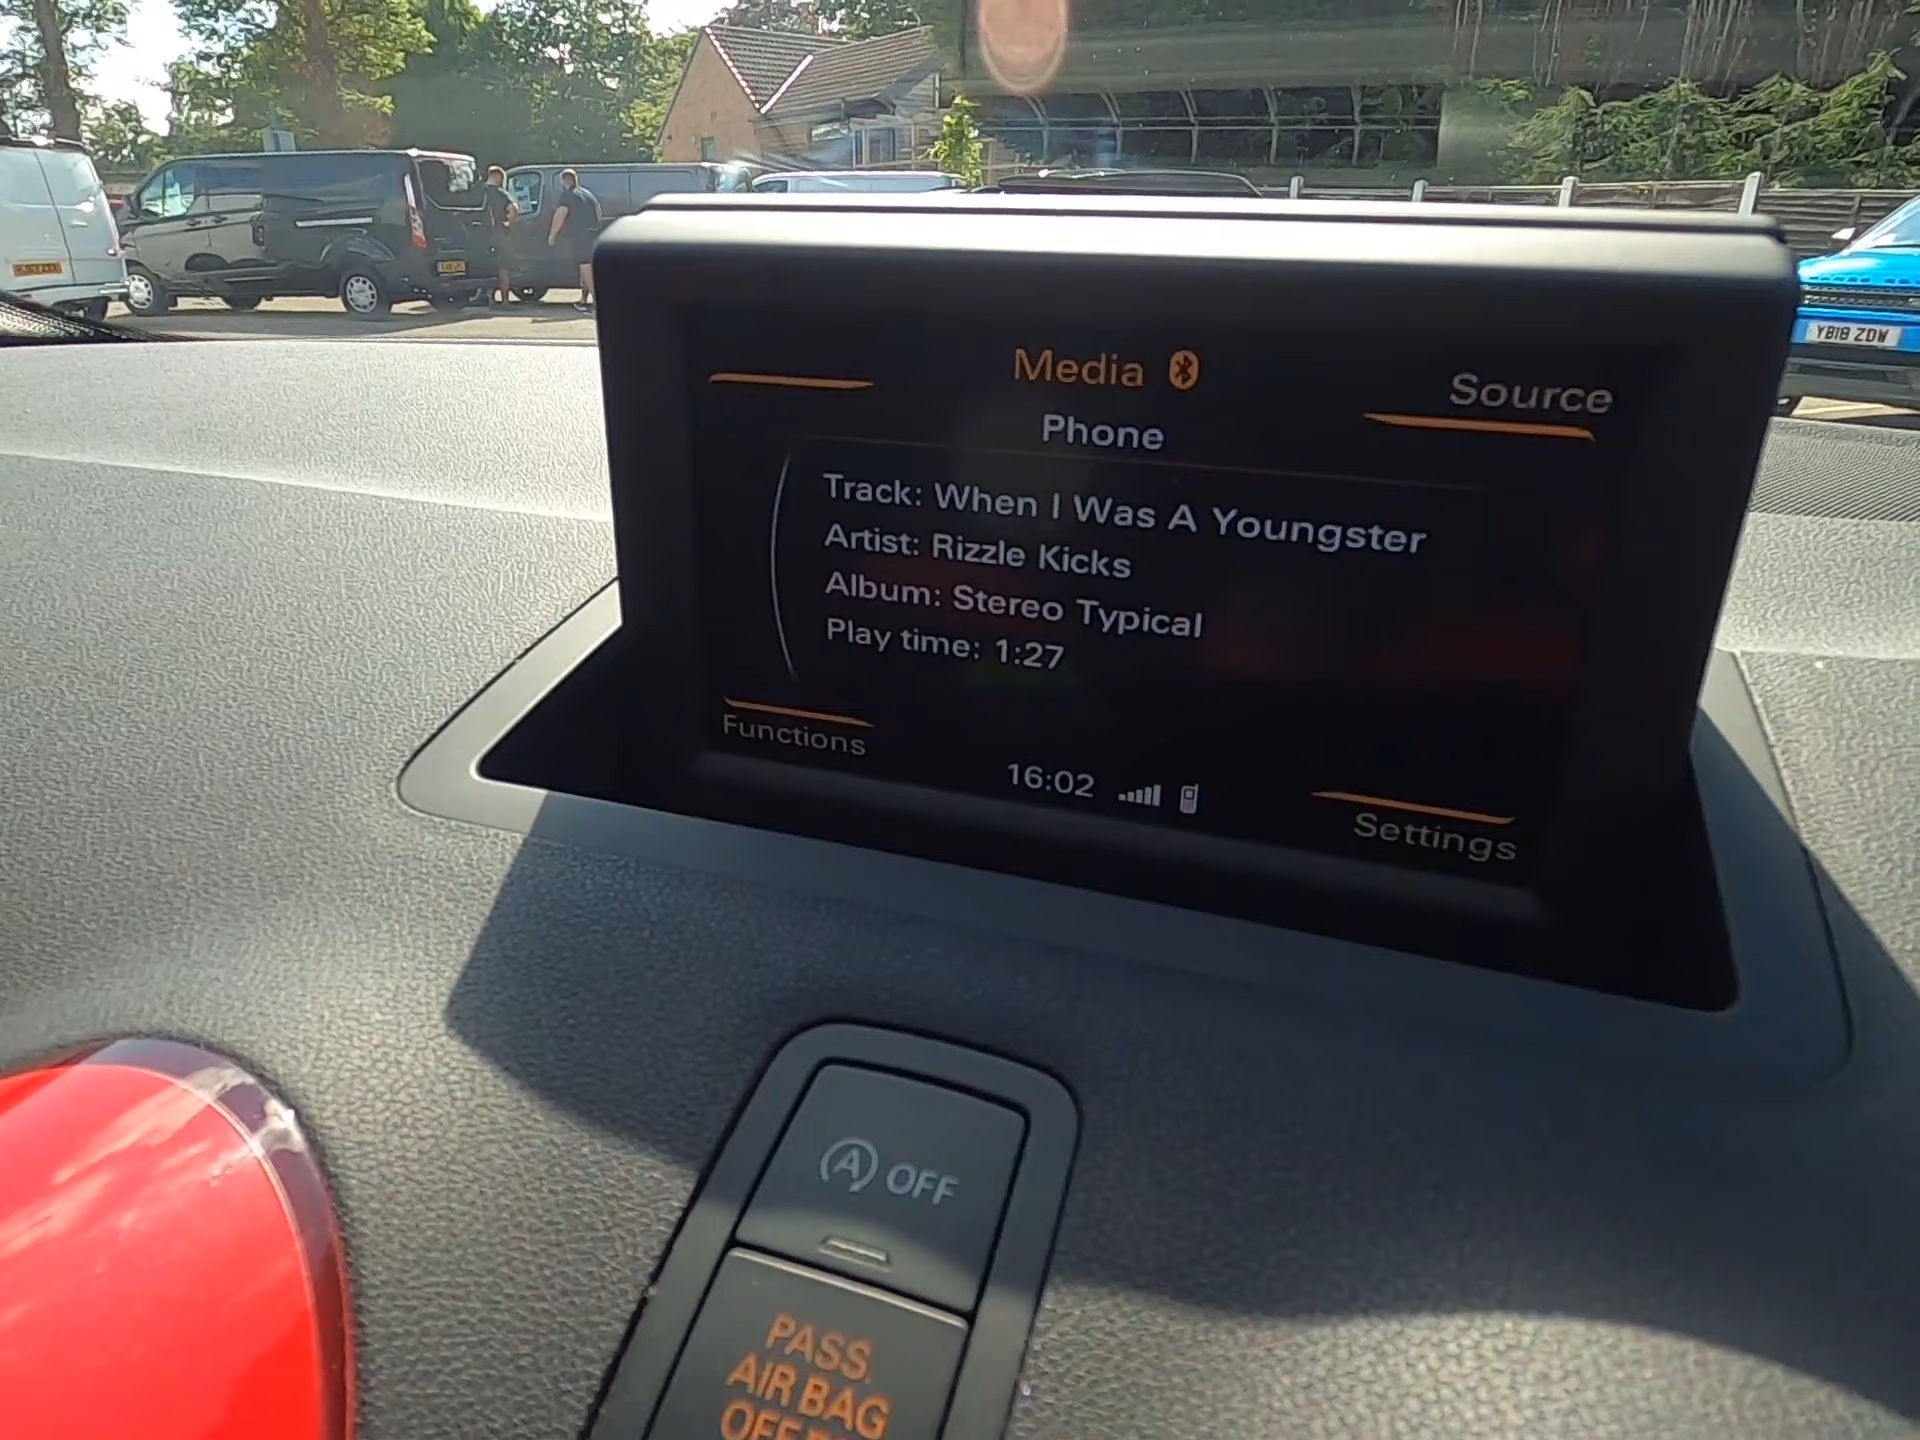 Media
Source
Phone
Track: When I Was A Youngster
Artist: Rizzle Kicks
Album: Stereo Typical
Play time: 1:27
Functions
16:02
Settings
YB18 ZDW
A OFF
PASS.
AIR BAG
OFF